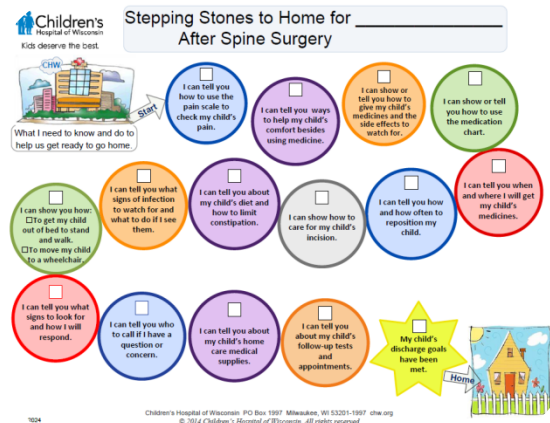 Children's
Hospital of Wisconsin
Kids deserve the best.
Stepping Stones to Home for
After Spine Surgery
CHW
What I need to know and do to
help us get ready to go home.
Start
I can tell you
how to use the
pain scale to
check my child's
pain.
I can tell you ways
to help my child's
comfort besides
using medicine.
I can show or
tell you how to
give my child's
medicines and the
side effects to
watch for.
I can show or tell
you how to use
the medication
chart.
I can tell you when
and where I will get
my child's
medicines.
I can tell you how
and how often to
reposition my
child.
I can show how to
care for my child's
incision.
I can tell you about
my child's diet and
how to limit
constipation.
I can tell you what
signs of infection
to watch for and
what to do if I see
them.
I can show you how:
☐To get my child
out of bed to stand
and walk.
☐To move my child
to a wheelchair.
I can tell you what
signs to look for
and how I will
respond.
I can tell you who
to call if I have a
question or
concern.
I can tell you about
my child's home
care medical
supplies.
I can tell you
about my child's
follow-up tests
and
appointments.
My child's
discharge goals
have been
met.
Home
Children's Hospital of Wisconsin PO Box 1997 Milwaukee, WI 53201-1997 chw.org
© 2014 Children's Hospital of Wisconsin. All rights reserved.
1024